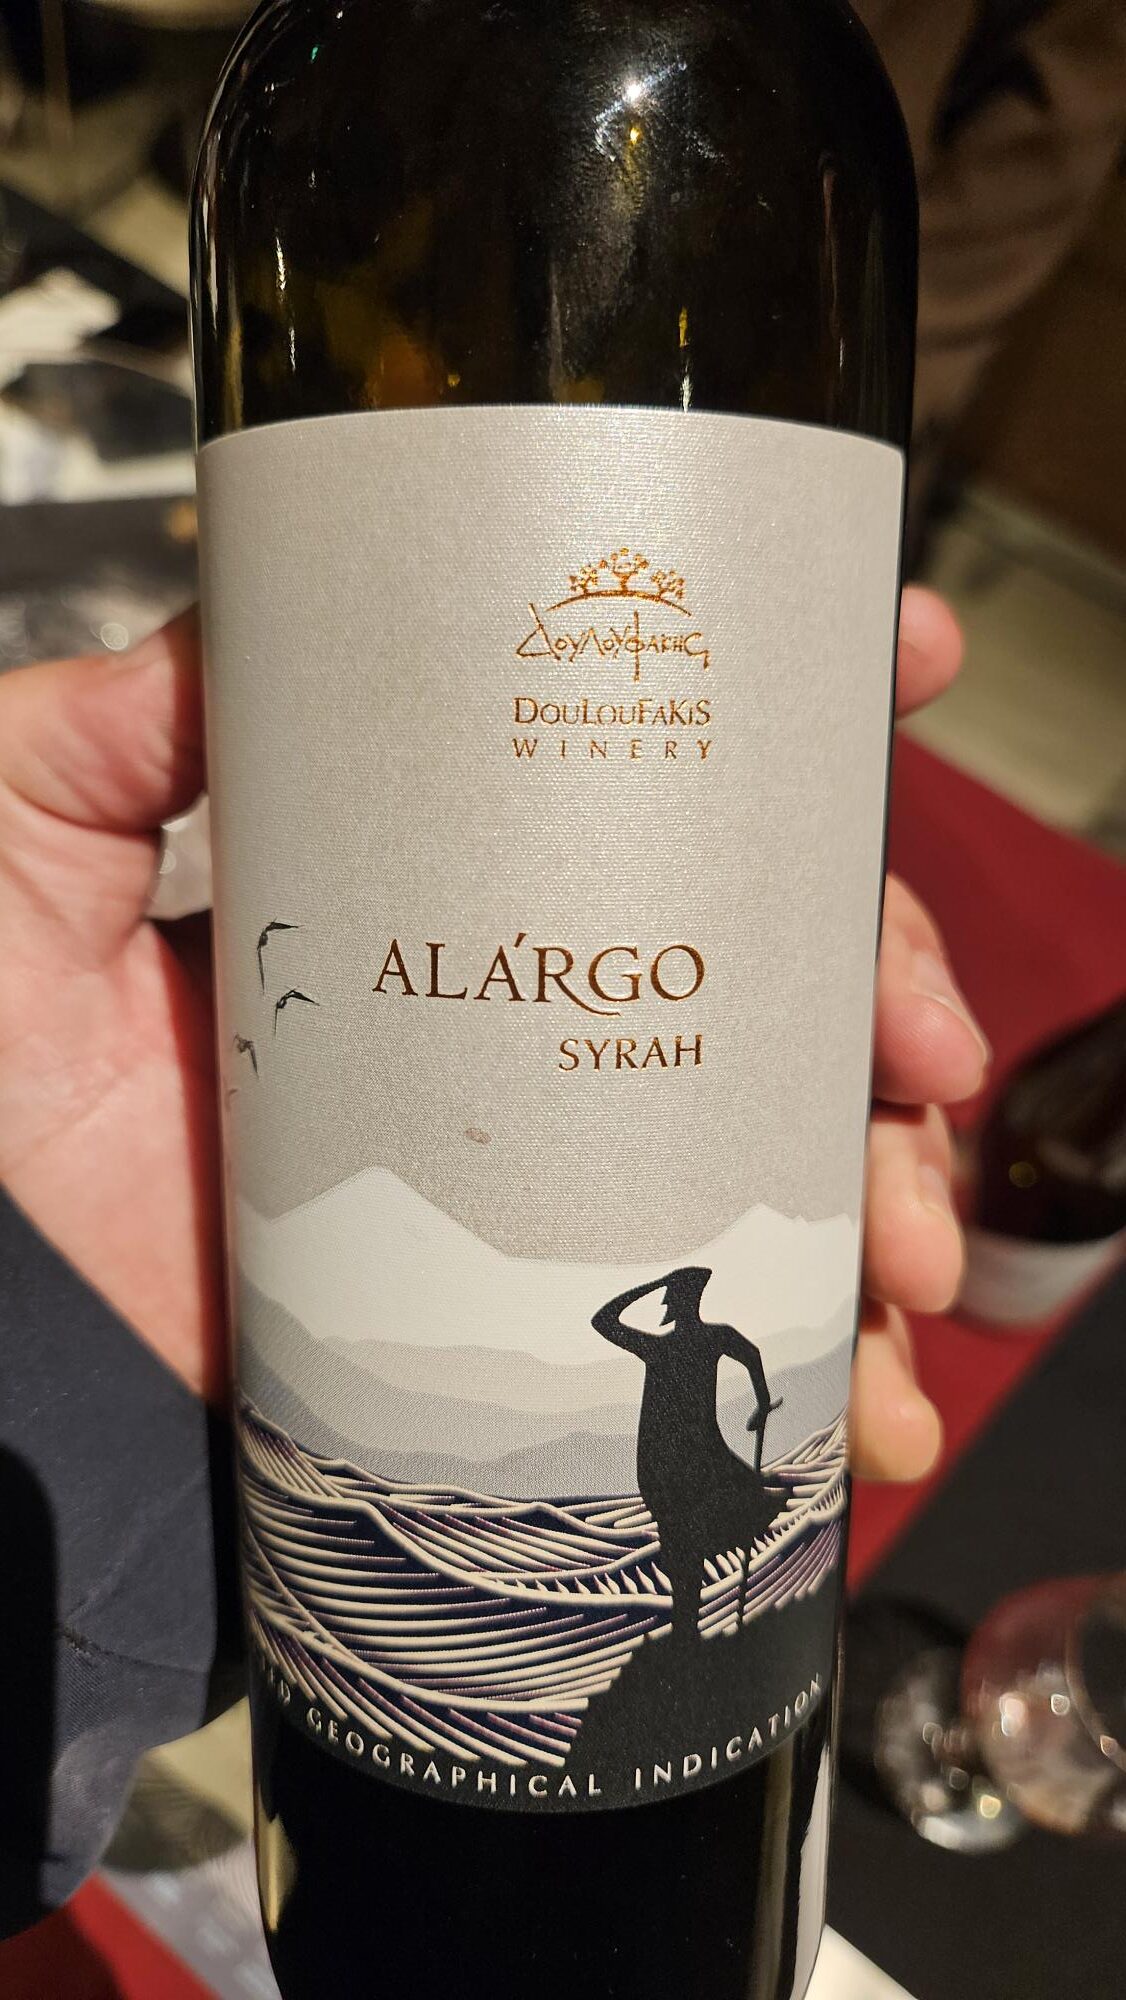 Δουλουφάκης
DOULOUFAKIS
WINERY
ALÁRGO
SYRAH
GEOGRAPHICAL INDICATION